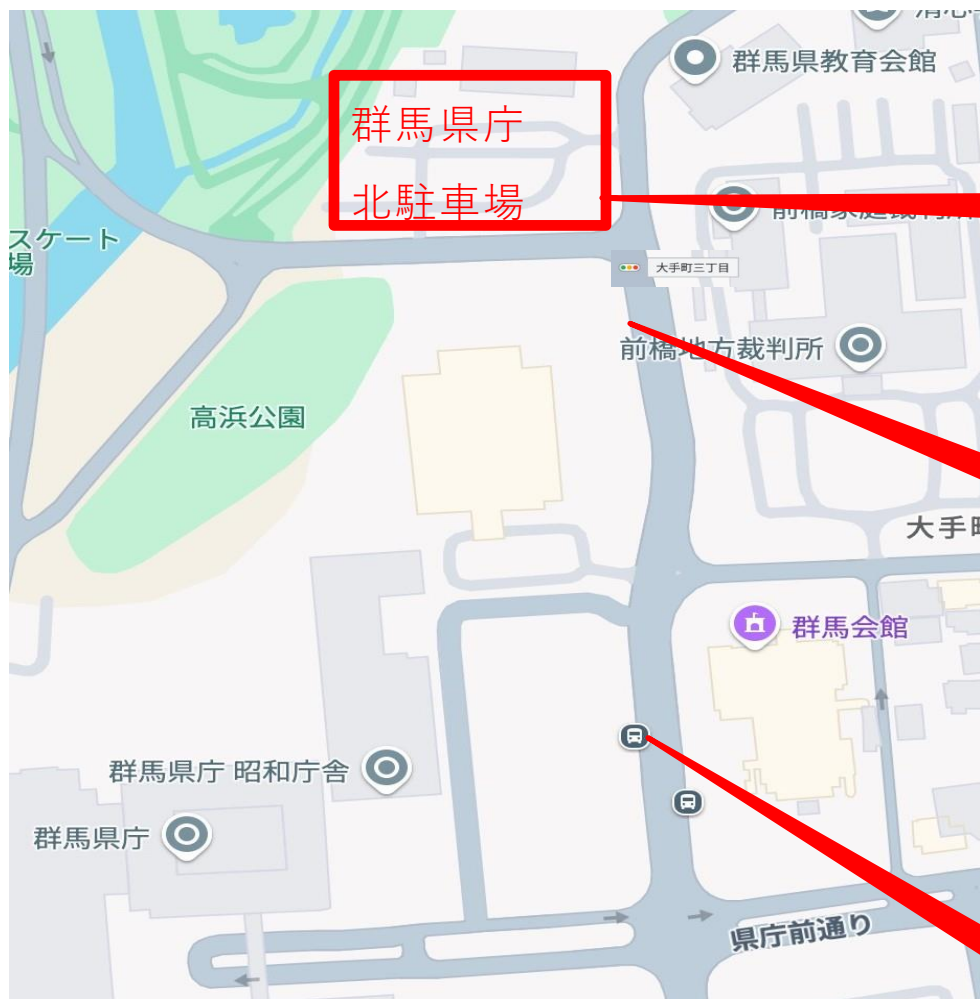 群馬県教育会館
群馬県庁
北駐車場
スケート
場
大手町三丁目
前橋地方裁判所
高浜公園
群馬会館
群馬県庁 昭和庁舎
群馬県庁
県庁前通り